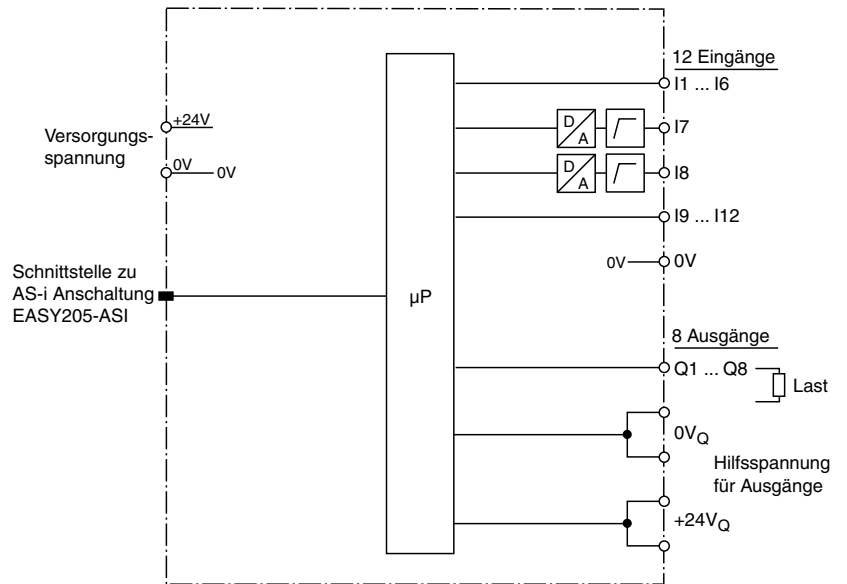 Versorgungs-
spannung
+24V
0V
0V
Schnittstelle zu
AS-i Anschaltung
EASY205-ASI
µP
12 Eingänge
I1 ... I6
D
A
I7
D
A
I8
I9 ... I12
0V
0V
8 Ausgänge
Q1 ... Q8
Last
0VQ
Hilfsspannung
für Ausgänge
+24VQ